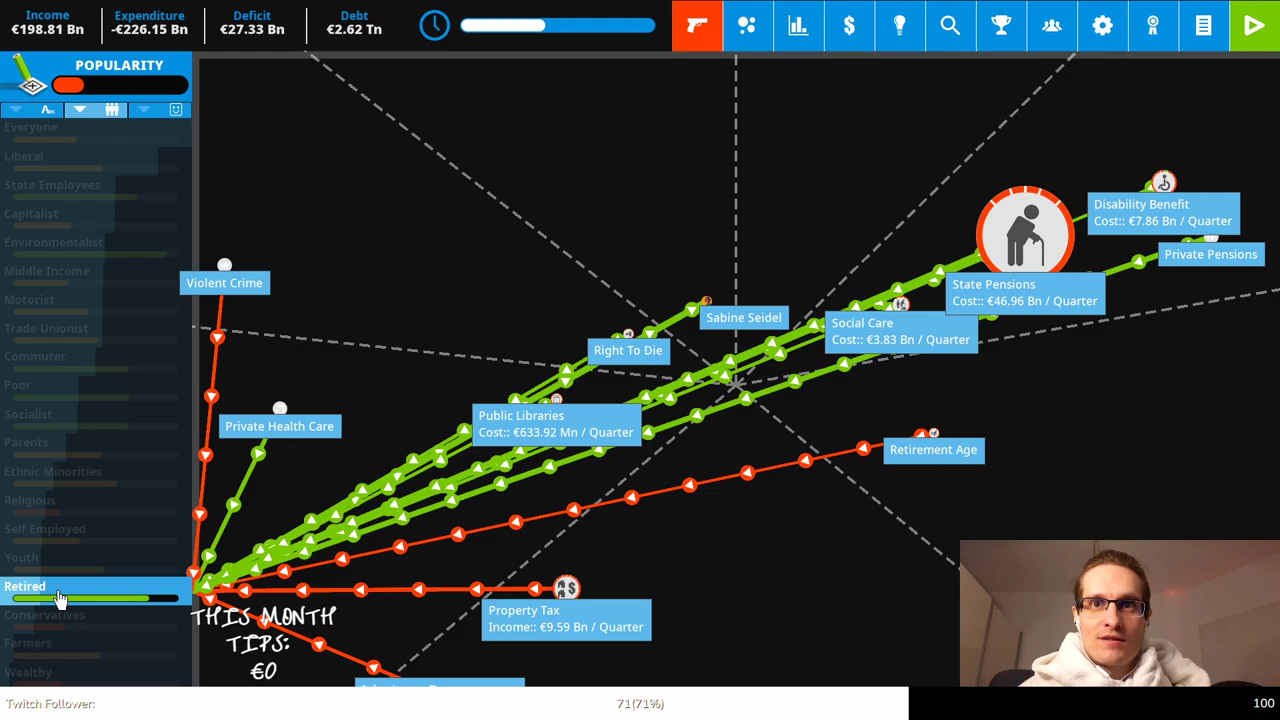 Income
€198.81 Bn
Expenditure
-€226.15 Bn
Deficit
€27.33 Bn
Debt
€2.62 Tn
POPULARITY
Everyone
Liberal
State Employees
Capitalist
Environmentalist
Middle Income
Motorist
Trade Unionist
Commuter
Poor
Socialist
Parents
Ethnic Minorities
Religious
Self Employed
Youth
Retired
Conservatives
Farmers
Wealthy
Violent Crime
Private Health Care
Right To Die
Sabine Seidel
Public Libraries
Cost:: €633.92 Mn / Quarter
Social Care
Cost:: €3.83 Bn / Quarter
State Pensions
Cost:: €46.96 Bn / Quarter
Disability Benefit
Cost:: €7.86 Bn / Quarter
Private Pensions
Retirement Age
Property Tax
Income:: €9.59 Bn / Quarter
THIS MONTH
TIPS:
€0
Twitch Follower:
71(71%)
100